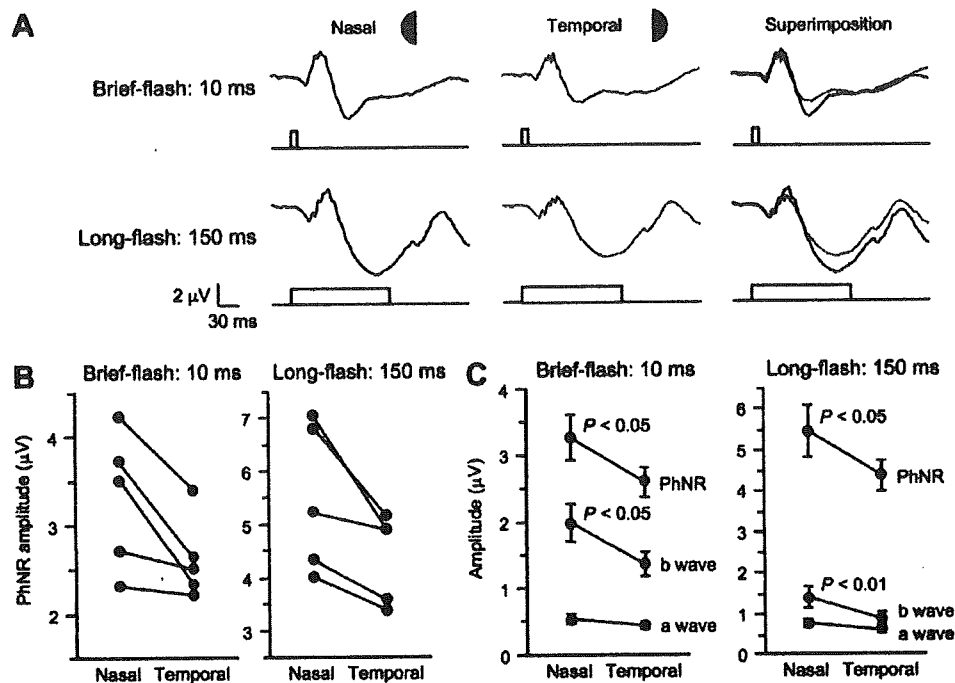 A
Nasal
Temporal
Superimposition
Brief-flash: 10 ms
Long-flash: 150 ms
2 μV
30 ms
B
Brief-flash: 10 ms
Long-flash: 150 ms
PhNR amplitude (μV)
4
3
2
7
6
5
4
3
Nasal Temporal
Nasal Temporal
C
Brief-flash: 10 ms
Long-flash: 150 ms
Amplitude (μV)
4
3
2
1
0
P < 0.05
PhNR
P < 0.05
b wave
a wave
Nasal Temporal
6
5
4
3
2
1
0
P < 0.05
PhNR
P < 0.01
b wave
a wave
Nasal Temporal